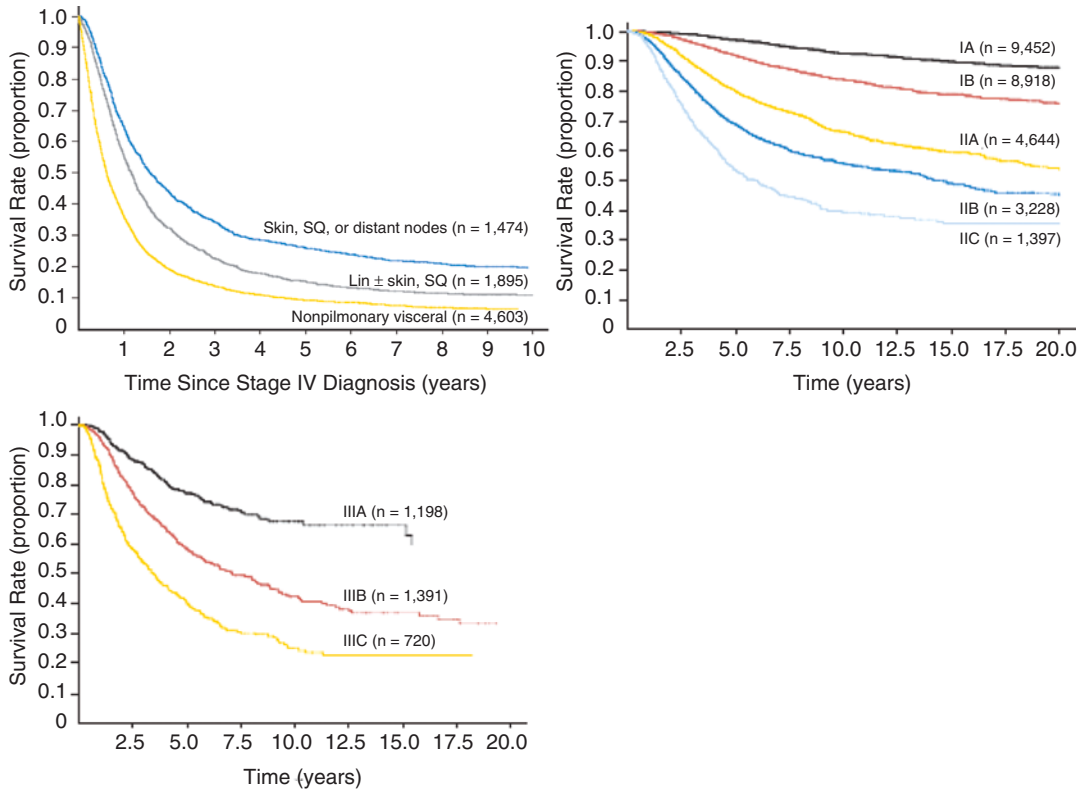 1.0
0.9
0.8
0.7
0.6
0.5
0.4
0.3
0.2
0.1
0
Survival Rate (proportion)
Skin, SQ, or distant nodes (n = 1,474)
Lin ± skin, SQ (n = 1,895)
Nonpilmonary visceral (n = 4,603)
1 2 3 4 5 6 7 8 9 10
Time Since Stage IV Diagnosis (years)
1.0
0.9
0.8
0.7
0.6
0.5
0.4
0.3
0.2
0.1
0
Survival Rate (proportion)
IA (n = 9,452)
IB (n = 8,918)
IIA (n = 4,644)
IIB (n = 3,228)
IIC (n = 1,397)
2.5 5.0 7.5 10.0 12.5 15.0 17.5 20.0
Time (years)
1.0
0.9
0.8
0.7
0.6
0.5
0.4
0.3
0.2
0.1
0
Survival Rate (proportion)
IIIA (n = 1,198)
IIIB (n = 1,391)
IIIC (n = 720)
2.5 5.0 7.5 10.0 12.5 15.0 17.5 20.0
Time (years)